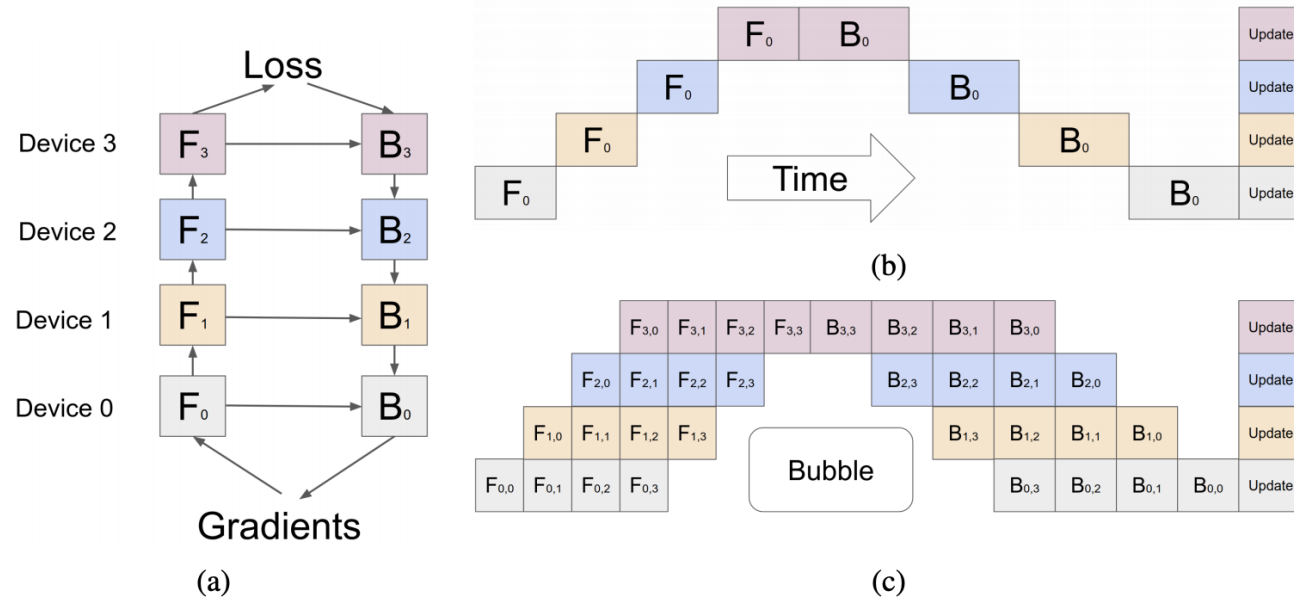 Loss
Device 3 F₃ B₃
Device 2 F₂ B₂
Device 1 F₁ B₁
Device 0 F₀ B₀
Gradients
(a)
F₀ B₀ Update
F₀ B₀ Update
F₀ B₀ Update
F₀ B₀ Update
Time
(b)
F₃,₀ F₃,₁ F₃,₂ F₃,₃ B₃,₃ B₃,₂ B₃,₁ B₃,₀ Update
F₂,₀ F₂,₁ F₂,₂ F₂,₃ B₂,₃ B₂,₂ B₂,₁ B₂,₀ Update
F₁,₀ F₁,₁ F₁,₂ F₁,₃ B₁,₃ B₁,₂ B₁,₁ B₁,₀ Update
Bubble
F₀,₀ F₀,₁ F₀,₂ F₀,₃ B₀,₃ B₀,₂ B₀,₁ B₀,₀ Update
(c)